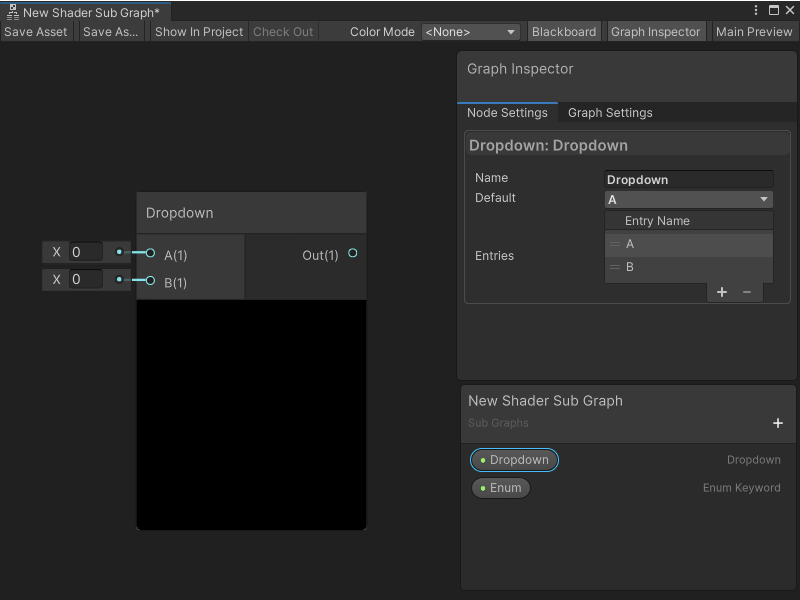 New Shader Sub Graph*
Save Asset Save As... Show In Project Check Out Color Mode <None> Blackboard Graph Inspector Main Preview
Graph Inspector
Node Settings Graph Settings
Dropdown: Dropdown
Name Dropdown
Default A
Entry Name
Entries
A
B
+ −
Dropdown
X 0 A(1) Out(1)
X 0 B(1)
New Shader Sub Graph
Sub Graphs +
Dropdown Dropdown
Enum Enum Keyword